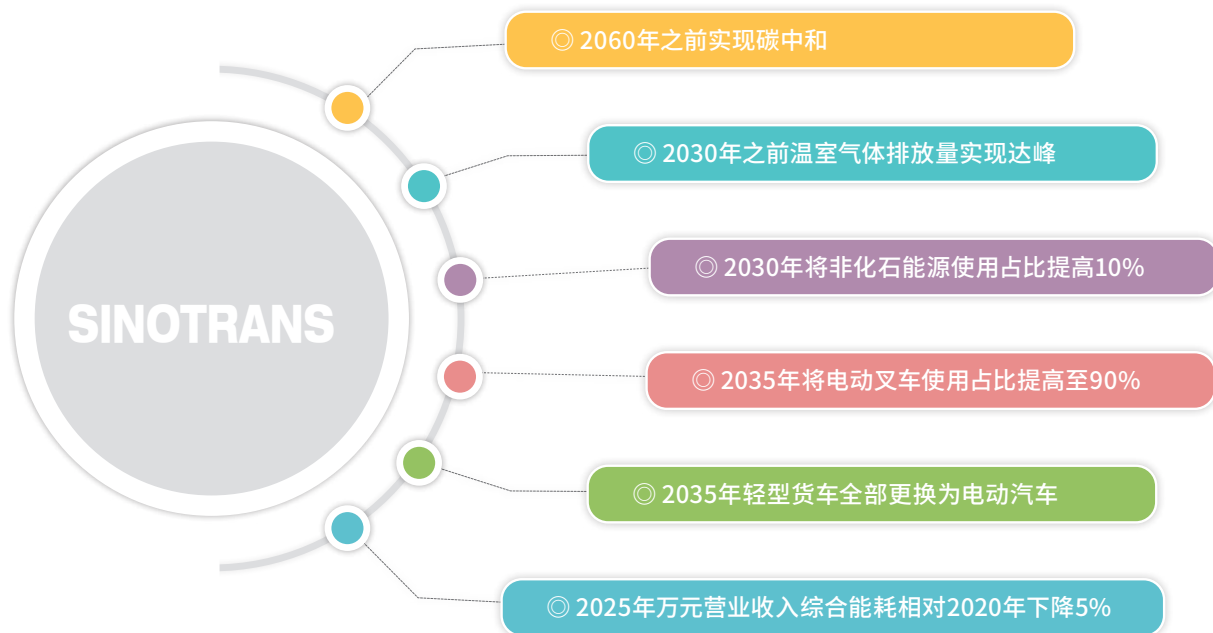 ◎ 2060年之前实现碳中和
◎ 2030年之前温室气体排放量实现达峰
◎ 2030年将非化石能源使用占比提高10%
SINOTRANS
◎ 2035年将电动叉车使用占比提高至90%
◎ 2035年轻型货车全部更换为电动汽车
◎ 2025年万元营业收入综合能耗相对2020年下降5%